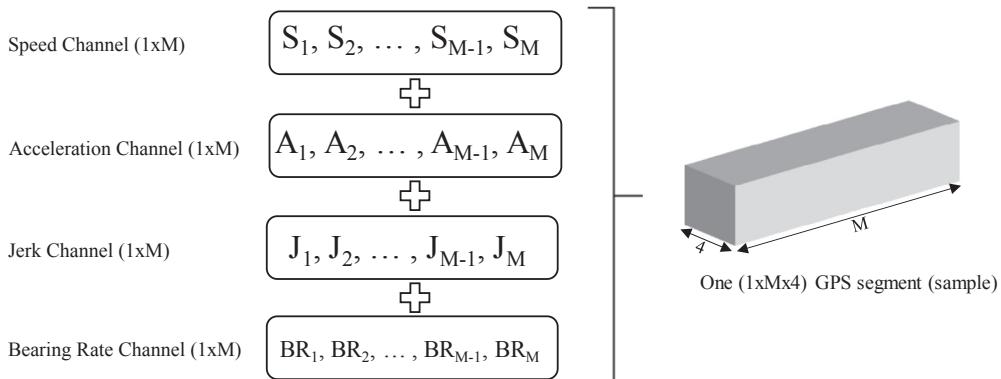 Speed Channel (1xM)
S1, S2, … , SM-1, SM
Acceleration Channel (1xM)
A1, A2, … , AM-1, AM
Jerk Channel (1xM)
J1, J2, … , JM-1, JM
Bearing Rate Channel (1xM)
BR1, BR2, … , BRM-1, BRM
4
M
One (1xMx4) GPS segment (sample)